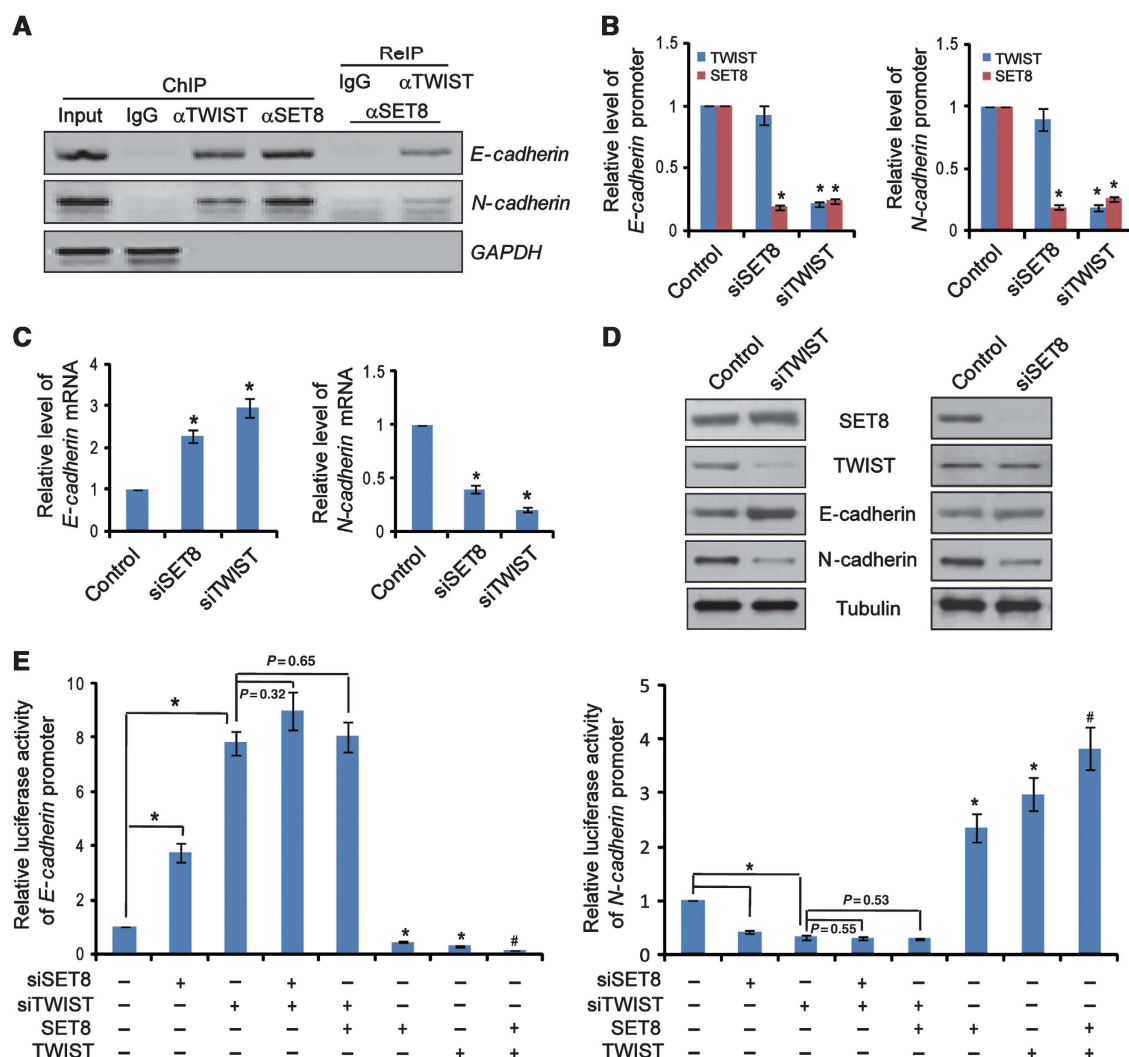 A
ChIP
ReIP
IgG αTWIST
Input IgG αTWIST αSET8 αSET8
E-cadherin
N-cadherin
GAPDH
B
Relative level of
E-cadherin promoter
1.5
1
0.5
0
TWIST
SET8
*
* *
Control
siSET8
siTWIST
Relative level of
N-cadherin promoter
1.5
1
0.5
0
TWIST
SET8
*
* *
Control
siSET8
siTWIST
C
Relative level of
E-cadherin mRNA
4
3
2
1
0
*
*
Control
siSET8
siTWIST
Relative level of
N-cadherin mRNA
1.5
1
0.5
0
*
*
Control
siSET8
siTWIST
D
Control
siTWIST
Control
siSET8
SET8
TWIST
E-cadherin
N-cadherin
Tubulin
E
Relative luciferase activity
of E-cadherin promoter
10
8
6
4
2
0
*
*
P = 0.65
P = 0.32
* * #
siSET8 – + – + – – – –
siTWIST – – + + + – – –
SET8 – – – – + + – +
TWIST – – – – – – + +
Relative luciferase activity
of N-cadherin promoter
5
4
3
2
1
0
*
P = 0.53
P = 0.55
*
*
#
siSET8 – + – + – – – –
siTWIST – – + + + – – –
SET8 – – – – + + – +
TWIST – – – – – – + +